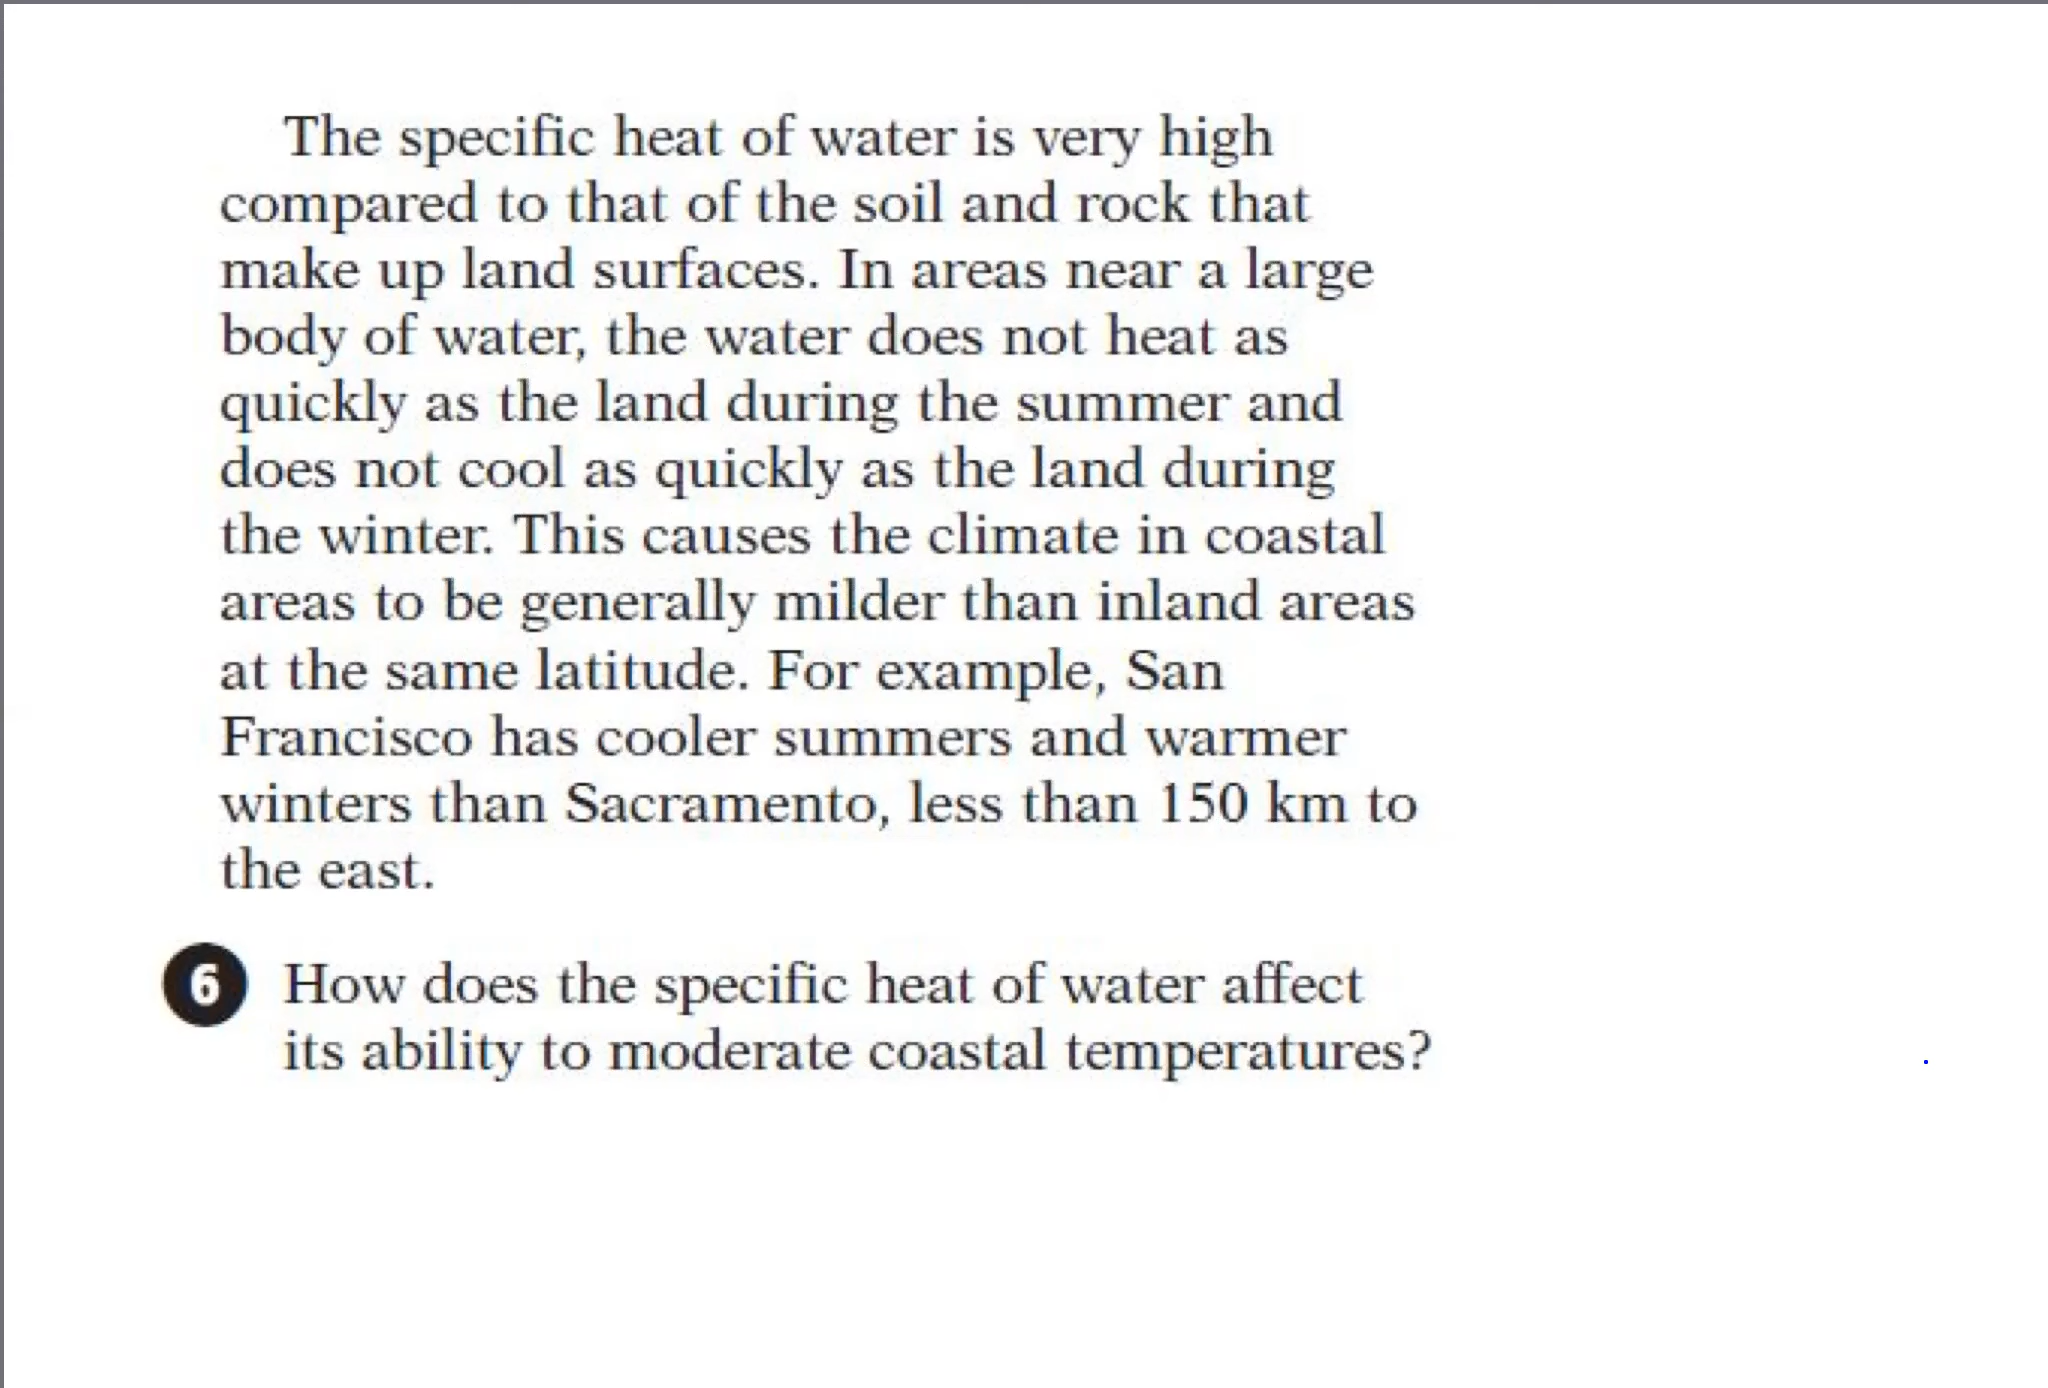 The specific heat of water is very high
compared to that of the soil and rock that
make up land surfaces. In areas near a large
body of water, the water does not heat as
quickly as the land during the summer and
does not cool as quickly as the land during
the winter. This causes the climate in coastal
areas to be generally milder than inland areas
at the same latitude. For example, San
Francisco has cooler summers and warmer
winters than Sacramento, less than 150 km to
the east.
6 How does the specific heat of water affect
its ability to moderate coastal temperatures?